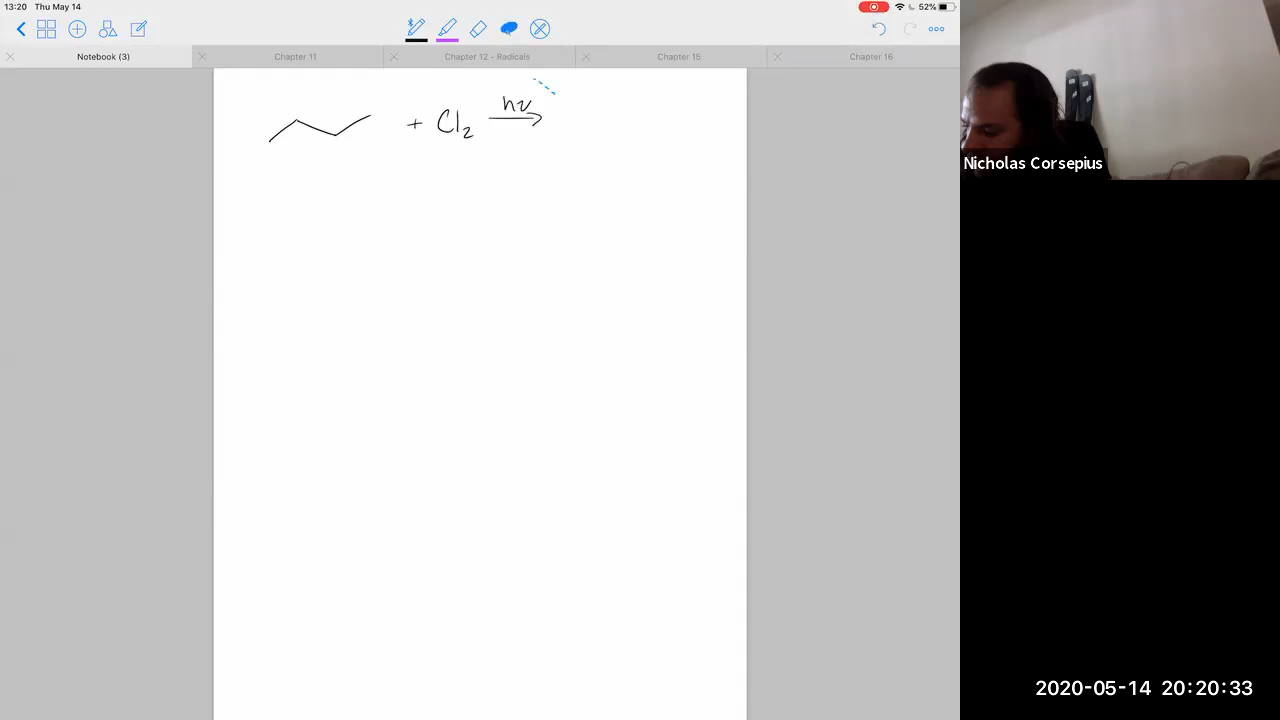 13:20 Thu May 14
52%
Notebook (3)
Chapter 11
Chapter 12 - Radicals
Chapter 15
Chapter 16
hν
+ Cl₂
Nicholas Corsepius
2020-05-14 20:20:33